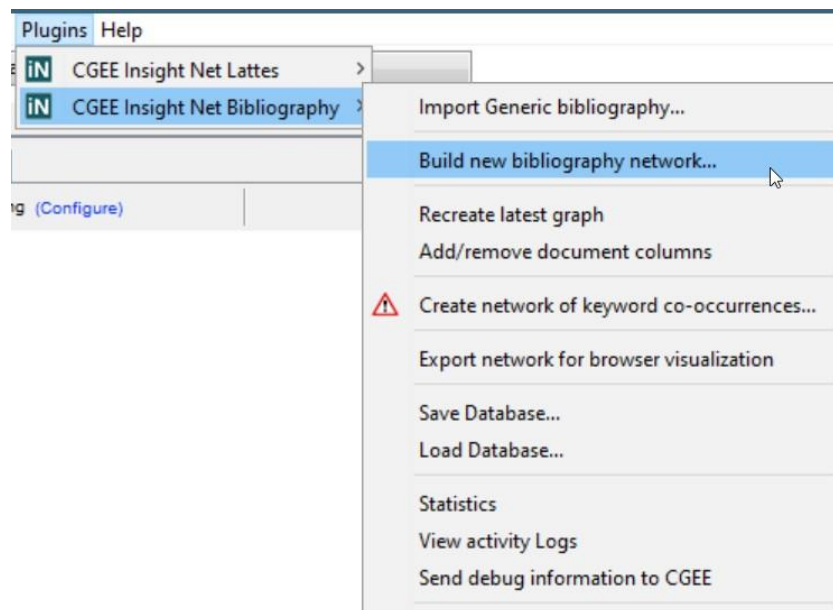 Plugins Help
iN CGEE Insight Net Lattes
iN CGEE Insight Net Bibliography
Import Generic bibliography...
Build new bibliography network...
(Configure)
Recreate latest graph
Add/remove document columns
Create network of keyword co-occurrences...
Export network for browser visualization
Save Database...
Load Database...
Statistics
View activity Logs
Send debug information to CGEE